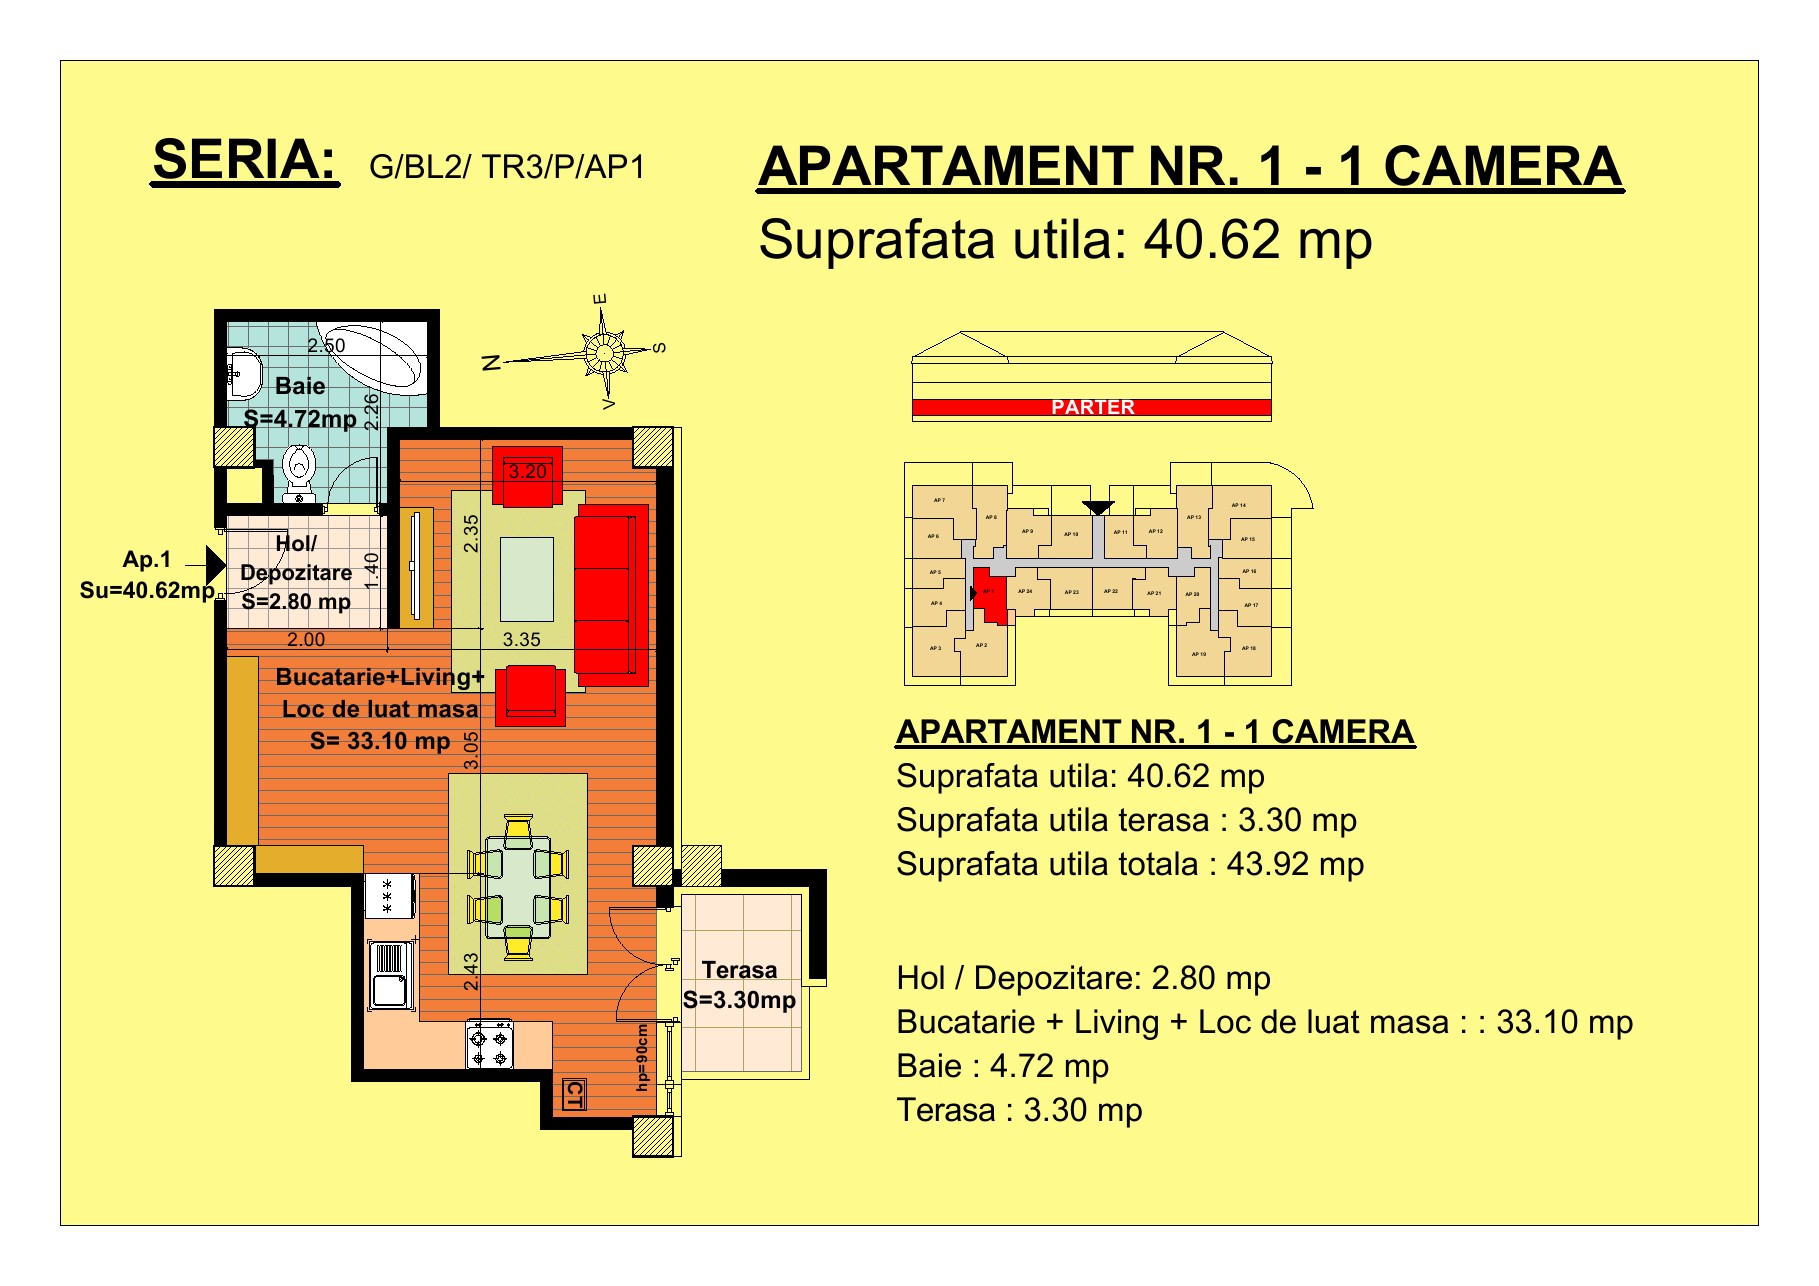 SERIA: G/BL2/ TR3/P/AP1
APARTAMENT NR. 1 - 1 CAMERA
Suprafata utila: 40.62 mp
E
N
S
V
2.50
Baie
S=4.72mp
2.26
3.20
2.35
Hol/
Depozitare
S=2.80 mp
1.40
Ap.1
Su=40.62mp
2.00
3.35
Bucatarie+Living+
Loc de luat masa
S= 33.10 mp
3.05
2.43
Terasa
S=3.30mp
hp=90cm
CT
PARTER
AP 7
AP 8
AP 9
AP 10
AP 11
AP 12
AP 13
AP 14
AP 6
AP 15
AP 5
AP 16
AP 4
AP 1
AP 24
AP 23
AP 22
AP 21
AP 20
AP 17
AP 3
AP 2
AP 19
AP 18
APARTAMENT NR. 1 - 1 CAMERA
Suprafata utila: 40.62 mp
Suprafata utila terasa : 3.30 mp
Suprafata utila totala : 43.92 mp
Hol / Depozitare: 2.80 mp
Bucatarie + Living + Loc de luat masa : : 33.10 mp
Baie : 4.72 mp
Terasa : 3.30 mp